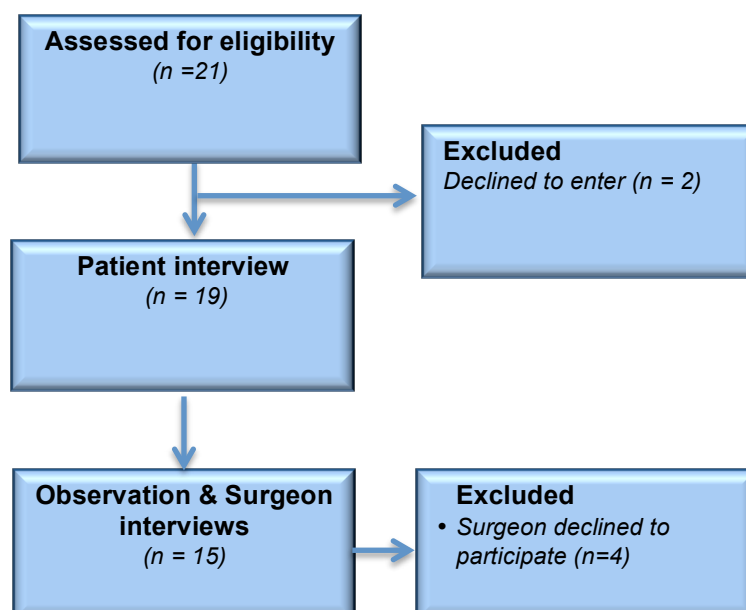 Assessed for eligibility
(n =21)
Excluded
Declined to enter (n = 2)
Patient interview
(n = 19)
Observation & Surgeon
interviews
(n = 15)
Excluded
• Surgeon declined to
participate (n=4)